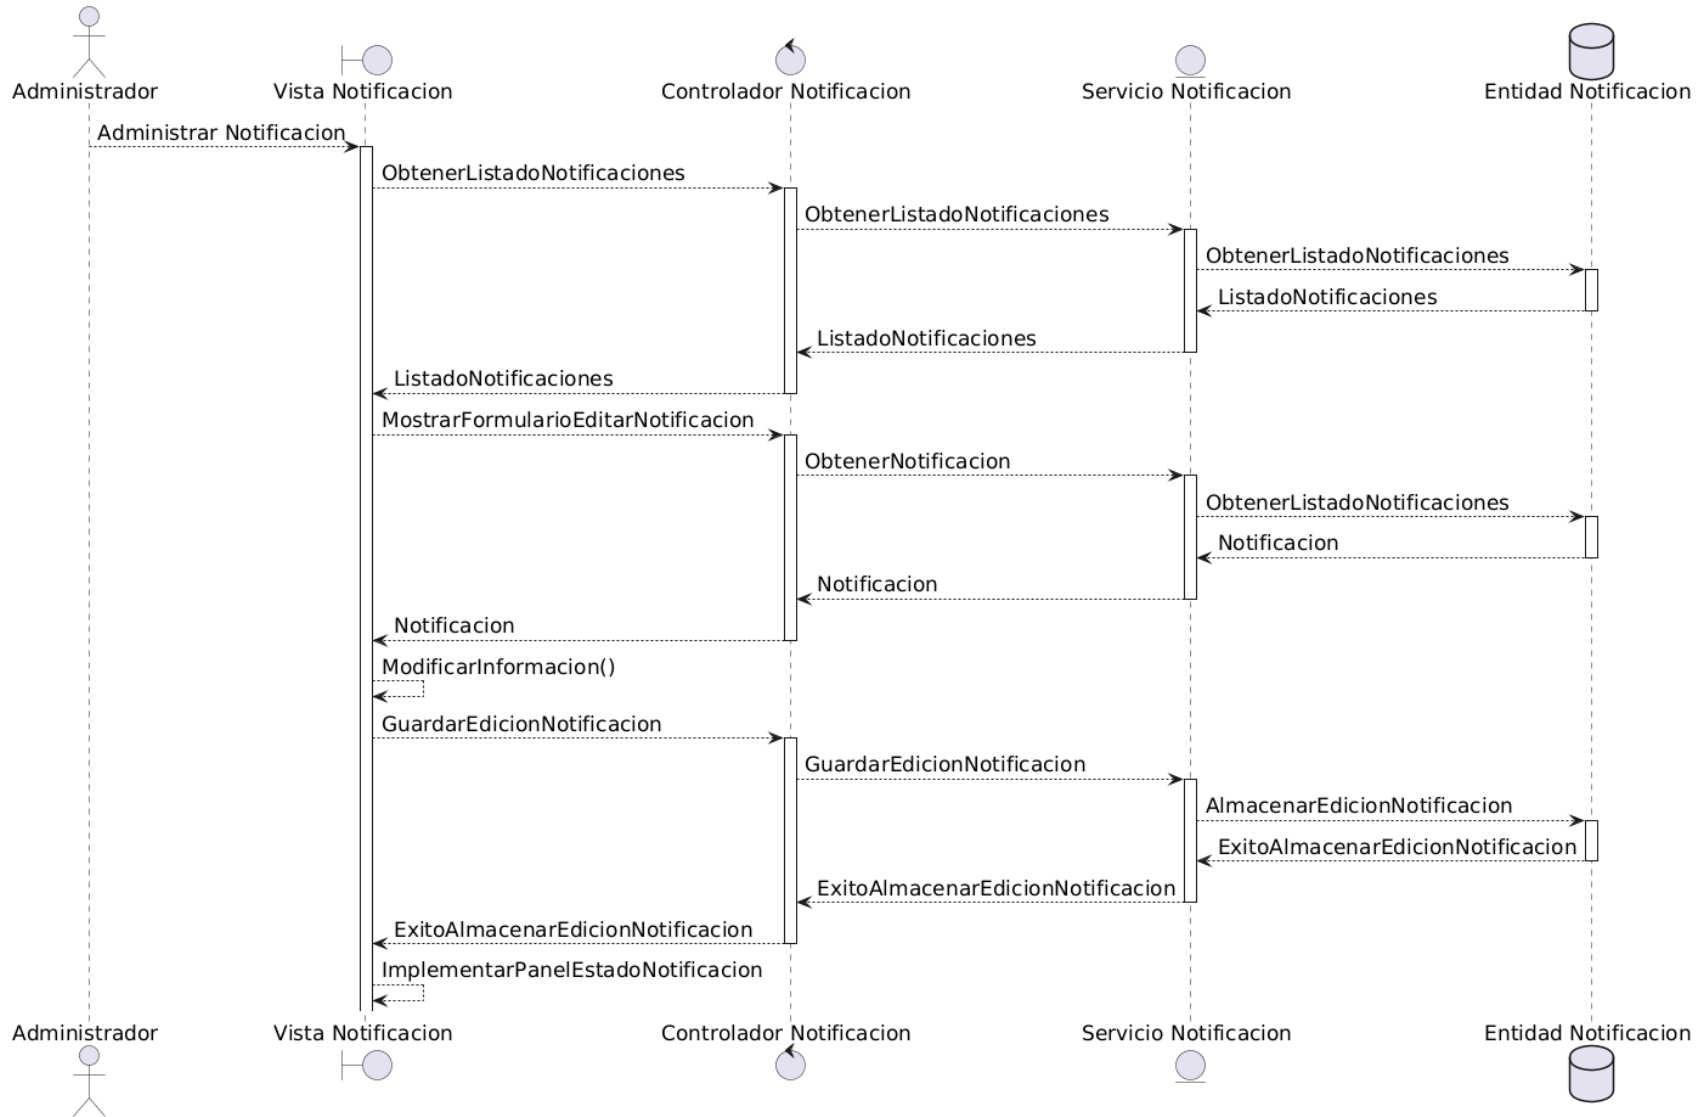 Administrador
Vista Notificacion
Controlador Notificacion
Servicio Notificacion
Entidad Notificacion
Administrar Notificacion
ObtenerListadoNotificaciones
ObtenerListadoNotificaciones
ObtenerListadoNotificaciones
ListadoNotificaciones
ListadoNotificaciones
ListadoNotificaciones
MostrarFormularioEditarNotificacion
ObtenerNotificacion
ObtenerListadoNotificaciones
Notificacion
Notificacion
Notificacion
ModificarInformacion()
GuardarEdicionNotificacion
GuardarEdicionNotificacion
AlmacenarEdicionNotificacion
ExitoAlmacenarEdicionNotificacion
ExitoAlmacenarEdicionNotificacion
ExitoAlmacenarEdicionNotificacion
ImplementarPanelEstadoNotificacion
Administrador
Vista Notificacion
Controlador Notificacion
Servicio Notificacion
Entidad Notificacion